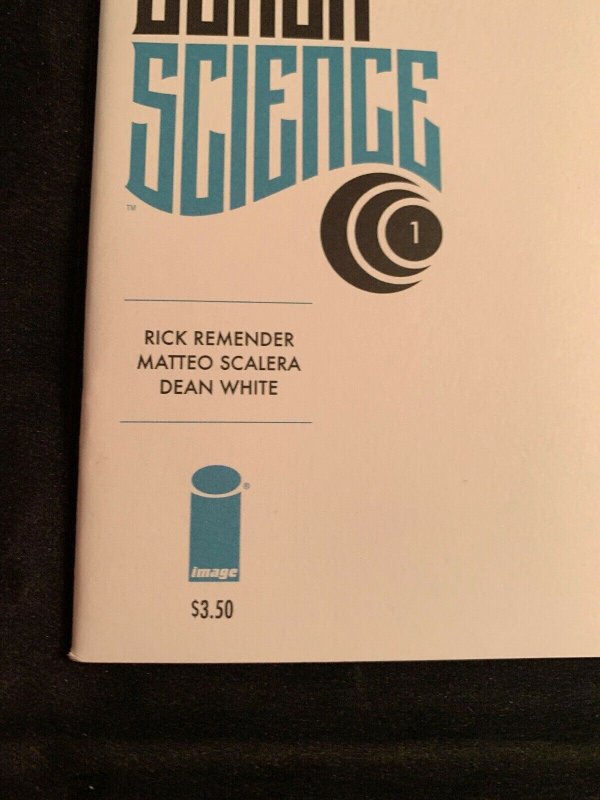 SCIENCE
TM
1
RICK REMENDER
MATTEO SCALERA
DEAN WHITE
®
image
$3.50